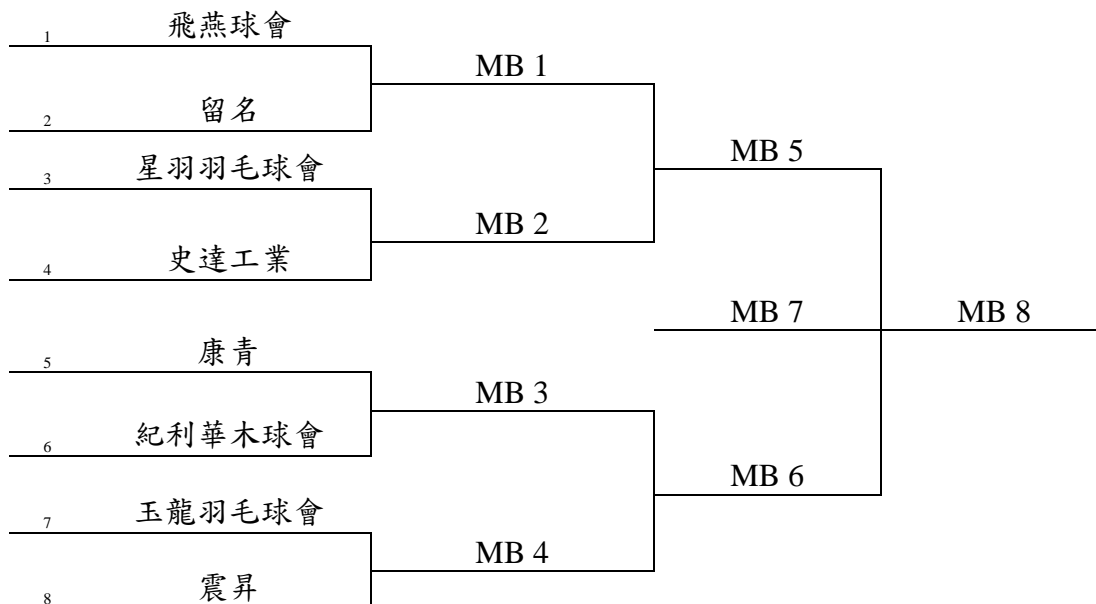 1 飛燕球會
MB 1
2 留名
MB 5
3 星羽羽毛球會
MB 2
4 史達工業
MB 7
MB 8
5 康青
MB 3
6 紀利華木球會
MB 6
7 玉龍羽毛球會
MB 4
8 震昇